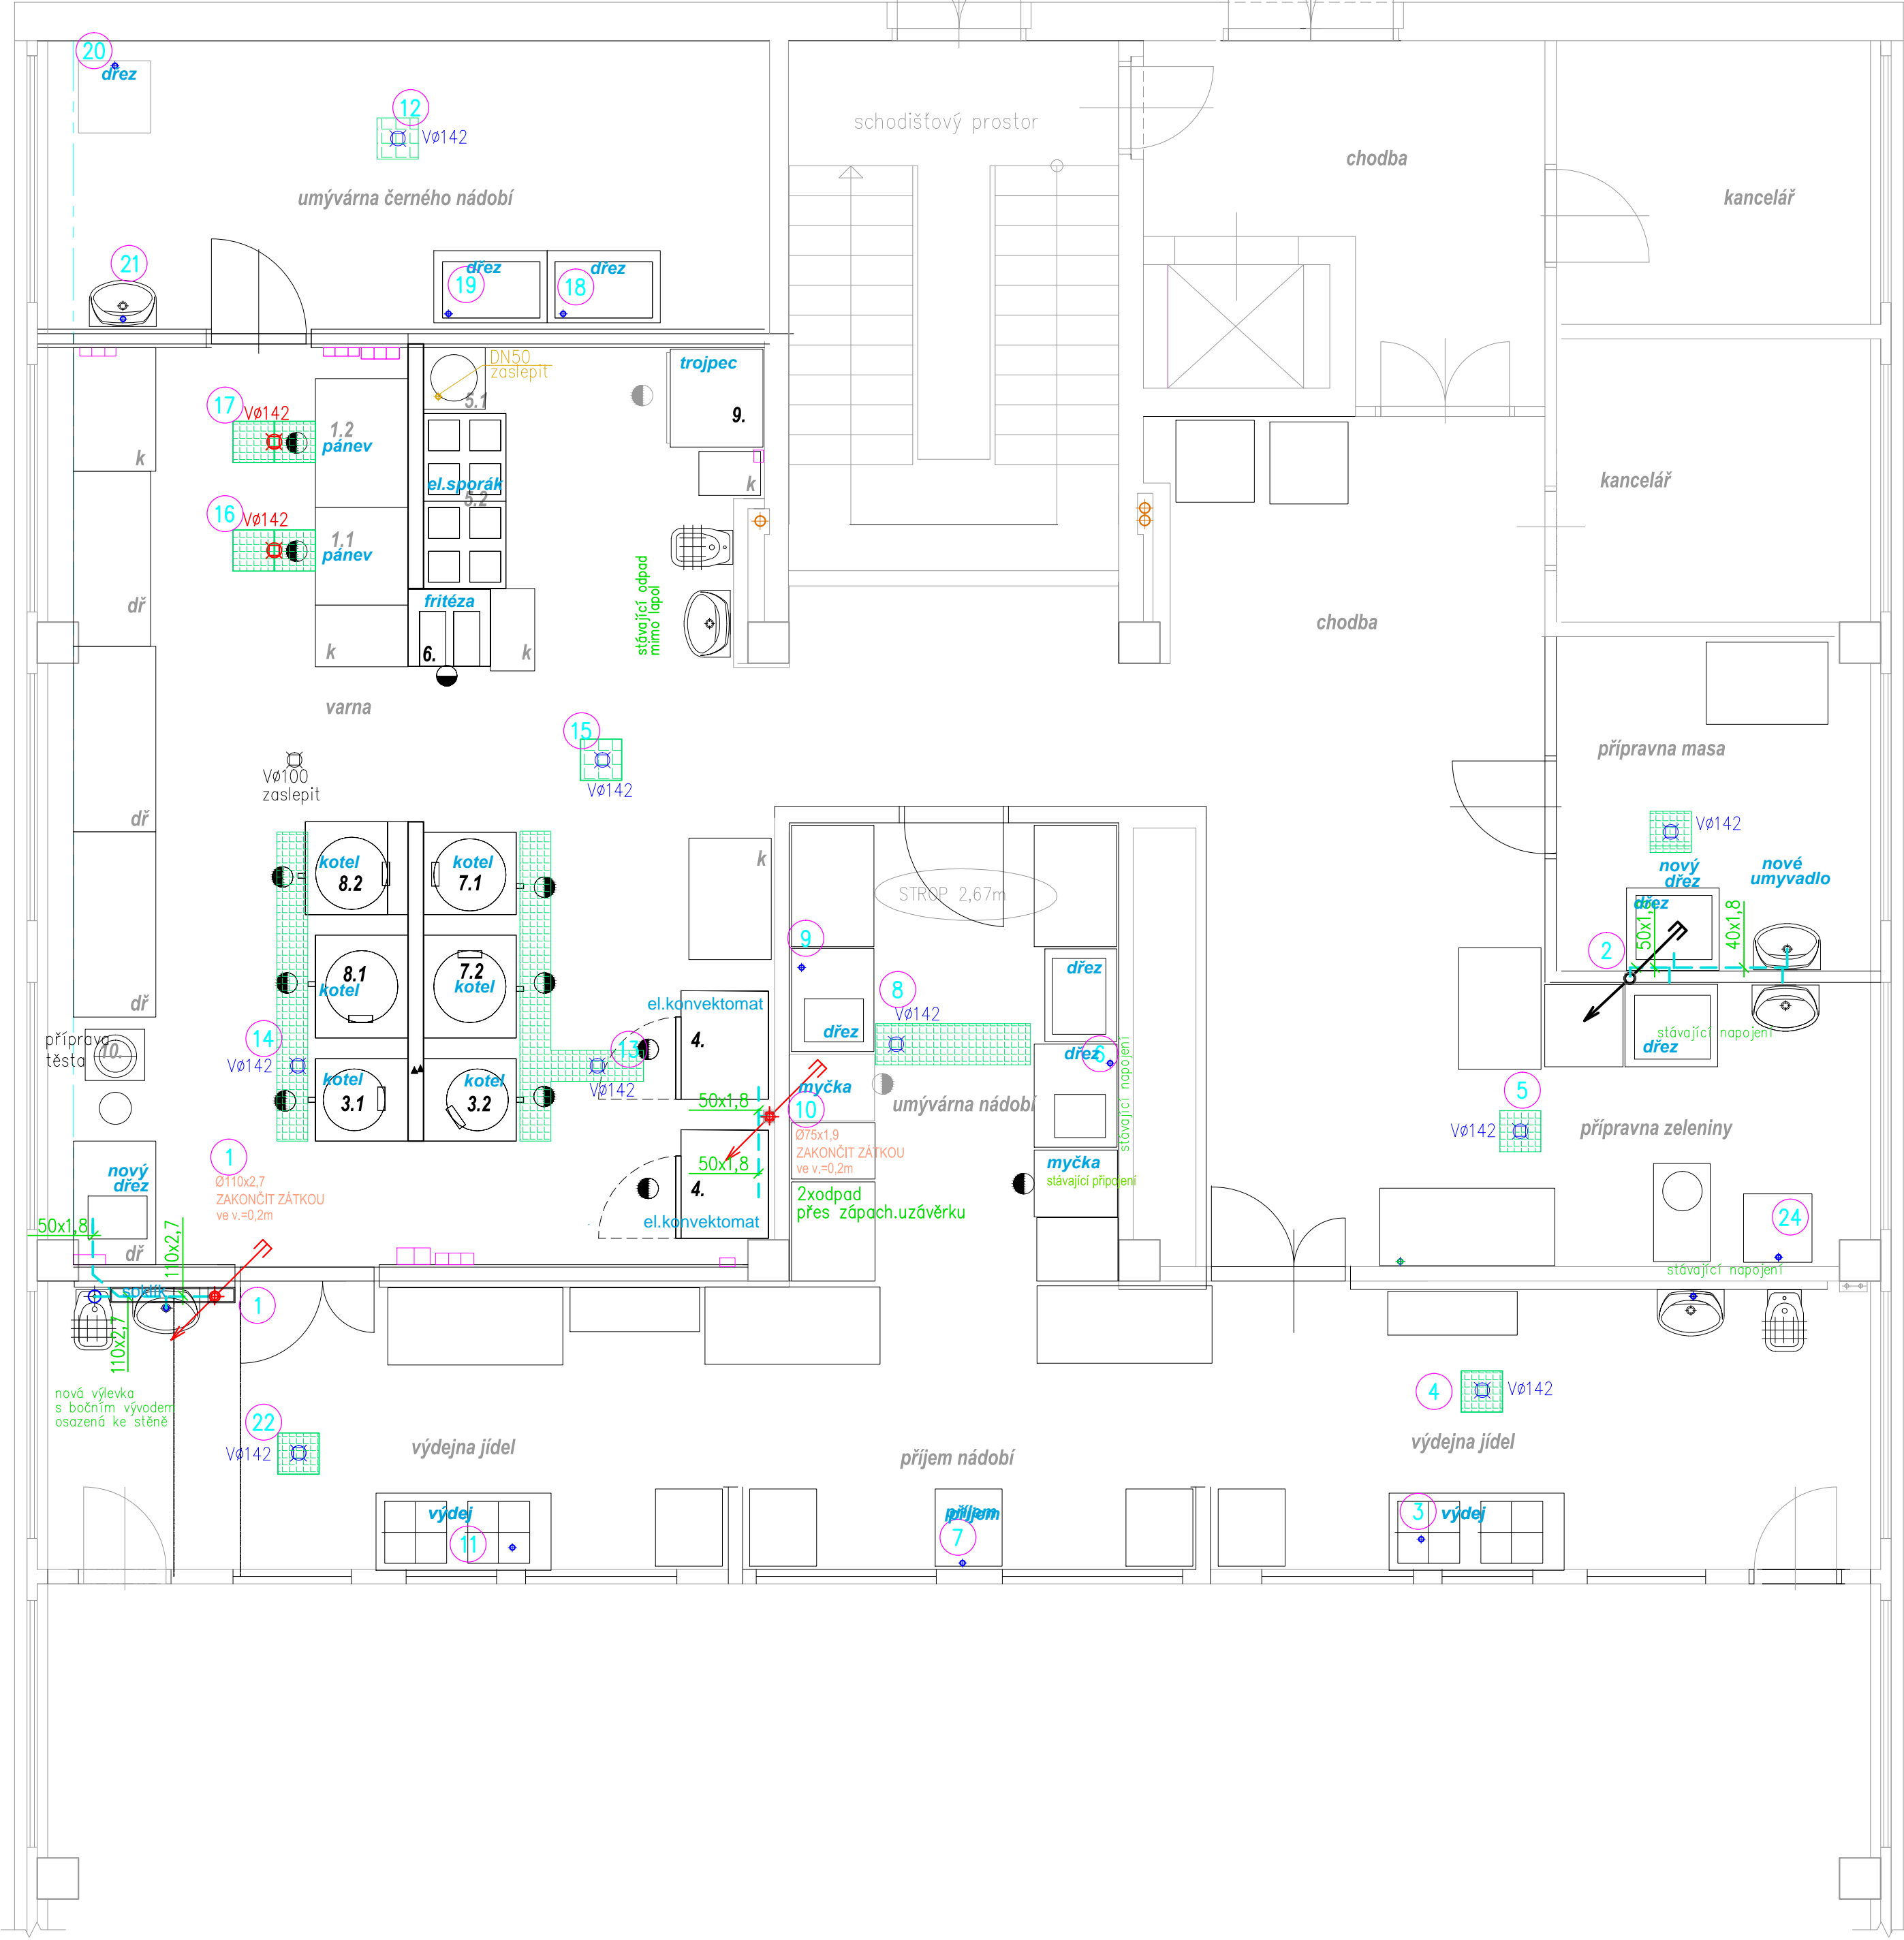 20
dřez
12
Vø142
umývárna černého nádobí
schodišťový prostor
chodba
kancelář
21
dřez
19
dřez
18
DN50
zaslepit
5.1
trojpec
9.
17
Vø142
1.2
pánev
k
el.sporák
5.2
k
kancelář
16
Vø142
1.1
pánev
dř
fritéza
6.
k
k
stávající odpad
mimo lapol
chodba
varna
15
Vø142
Vø100
zaslepit
přípravna masa
Vø142
dř
kotel
8.2
kotel
7.1
k
STROP 2,67m
nový
dřez
nové
umyvadlo
dřez
50x1,8
40x1,8
2
9
8.1
kotel
7.2
kotel
8
Vø142
dřez
dřez
dř
el.konvektomat
4.
příprava
těsta
10.
14
Vø142
13
Vø142
dřez
6
stávající napojení
stávající napojení
dřez
kotel
3.1
kotel
3.2
50x1,8
myčka
10
umývárna nádobí
Ø75x1,9
ZAKONČIT ZÁTKOU
ve v.=0,2m
5
Vø142
přípravna zeleniny
1
Ø110x2,7
ZAKONČIT ZÁTKOU
ve v.=0,2m
nový
dřez
50x1,8
4.
el.konvektomat
2xodpad
přes zápach.uzávěrku
myčka
stávající připojení
24
stávající napojení
50x1,8
110x2,7
dř
soklík
1
110x2,7
nová výlevka
s bočním vývodem
osazená ke stěně
22
Vø142
výdejna jídel
příjem nádobí
4
Vø142
výdejna jídel
výdej
11
příjem
příjem
7
3
výdej